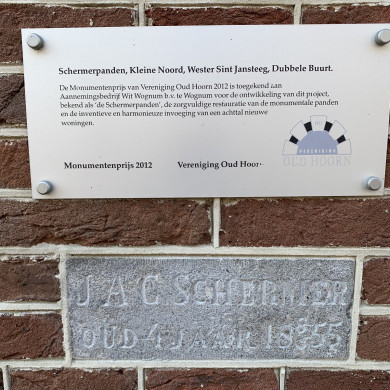 Schermerpanden, Kleine Noord, Wester Sint Jansteeg, Dubbele Buurt.
De Monumentenprijs van Vereniging Oud Hoorn 2012 is toegekend aan
Aannemingsbedrijf Wit Wognum b.v. te Wognum voor de ontwikkeling van dit project,
bekend als 'de Schermerpanden', de zorgvuldige restauratie van de monumentale panden
en de inventieve en harmonieuze invoeging van een achttal nieuwe
woningen.
Monumentenprijs 2012 Vereniging Oud Hoorn
VERENIGING
OUD HOORN
JAC SCHERMER
OUD 4 JAAR 1855